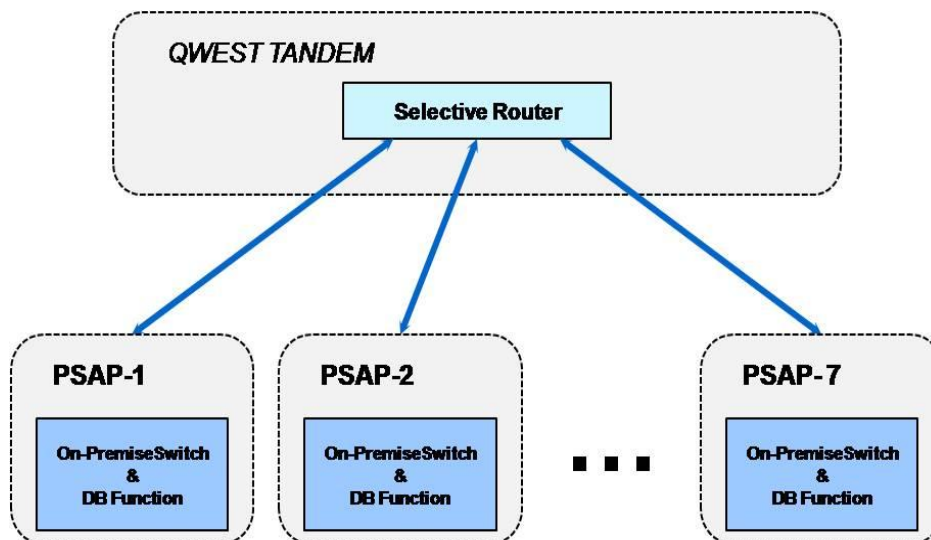 QWEST TANDEM
Selective Router
PSAP-1
On-PremiseSwitch
&
DB Function
PSAP-2
On-PremiseSwitch
&
DB Function
PSAP-7
On-PremiseSwitch
&
DB Function